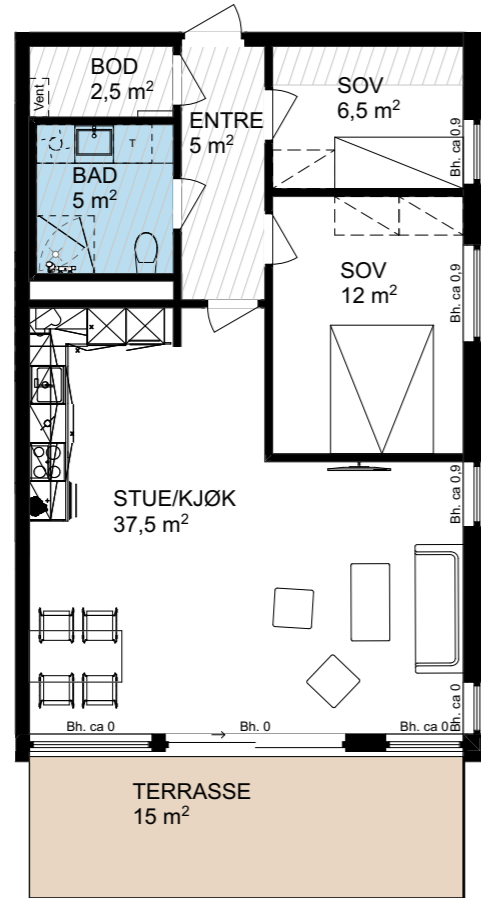 BOD
2,5 m²
Vent
ENTRE
5 m²
SOV
6,5 m²
Bh. ca 0,9
BAD
5 m²
T
SOV
12 m²
Bh. ca 0,9
STUE/KJØK
37,5 m²
Bh. ca 0,9
Bh. ca 0
Bh. ca 0
Bh. 0
Bh. ca 0
TERRASSE
15 m²